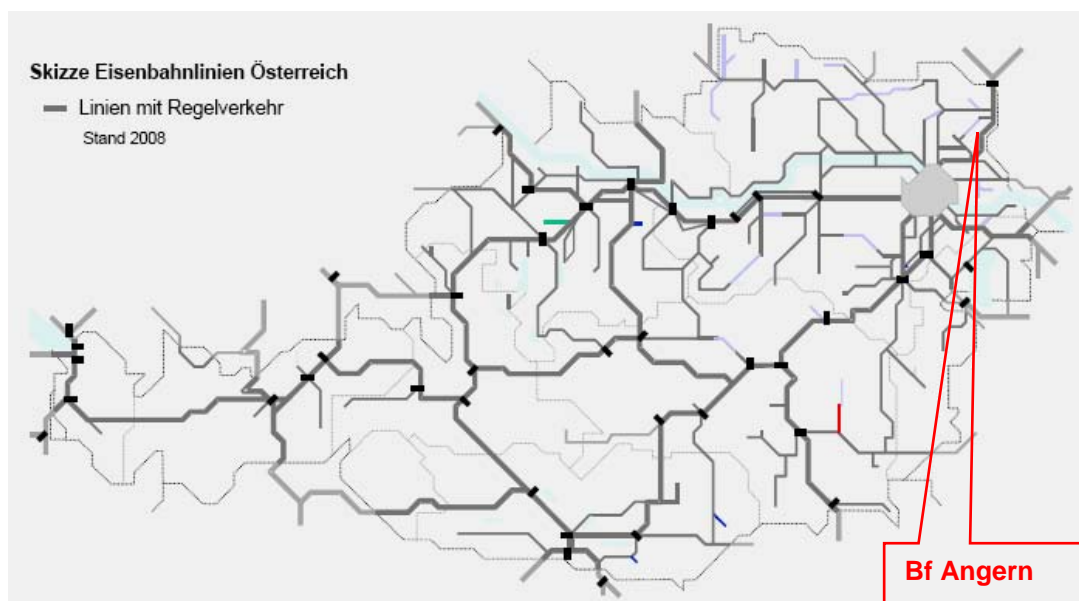 Skizze Eisenbahnlinien Österreich
Linien mit Regelverkehr
Stand 2008
Bf Angern